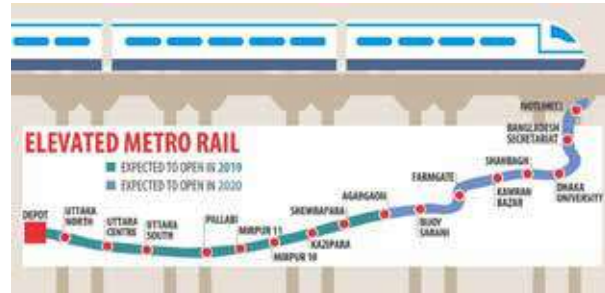 MOTIJHEEL
BANGLADESH
SECRETARIAT
ELEVATED METRO RAIL
EXPECTED TO OPEN IN 2019
EXPECTED TO OPEN IN 2020
SHAHBAGH
FARMGATE
KAWRAN
BAZAR
DHAKA
UNIVERSITY
AGARGAON
BIJOY
SARANI
SHEWRAPARA
KAZIPARA
MIRPUR 11
MIRPUR 10
PALLABI
UTTARA
SOUTH
UTTARA
CENTRE
UTTARA
NORTH
DEPOT